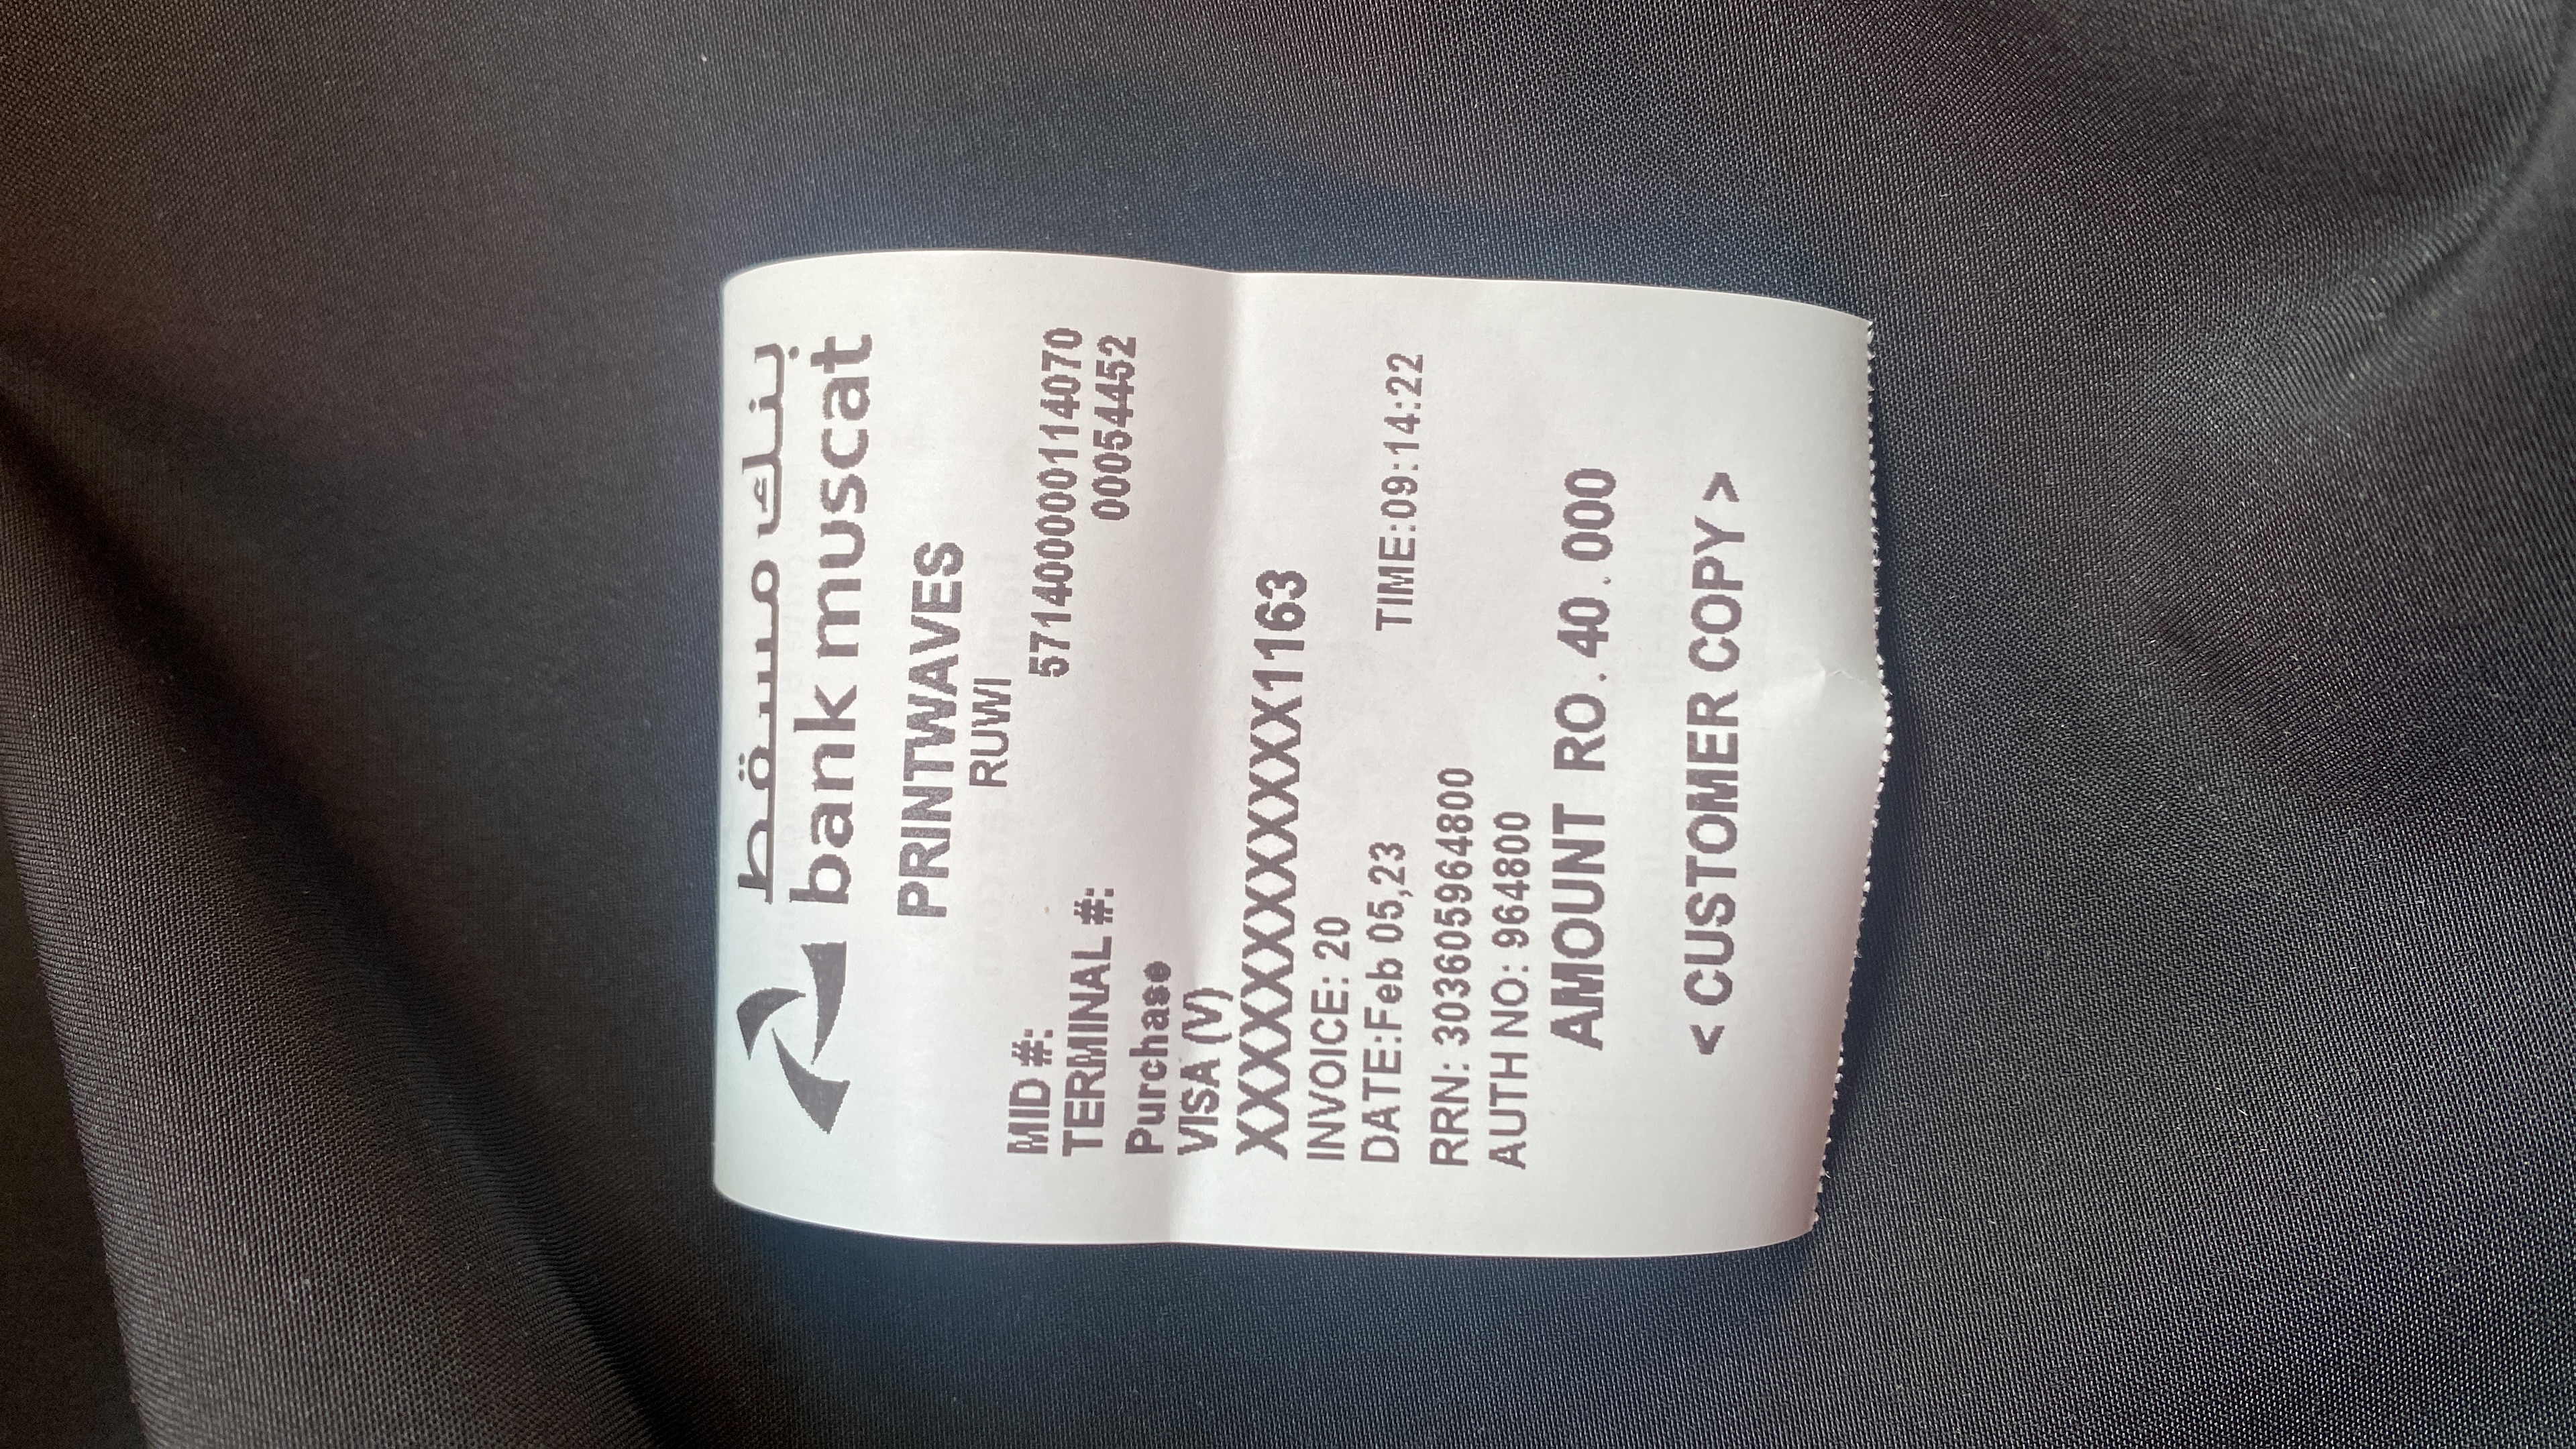 بنك مسقط
bank muscat
PRINTWAVES
RUWI
MID #: 571400000114070
TERMINAL #: 00054452
Purchase
VISA (V)
XXXXXXXXXXXX1163
INVOICE: 20
DATE:Feb 05,23 TIME:09:14:22
RRN: 303605964800
AUTH NO: 964800
AMOUNT RO.40.000
< CUSTOMER COPY >